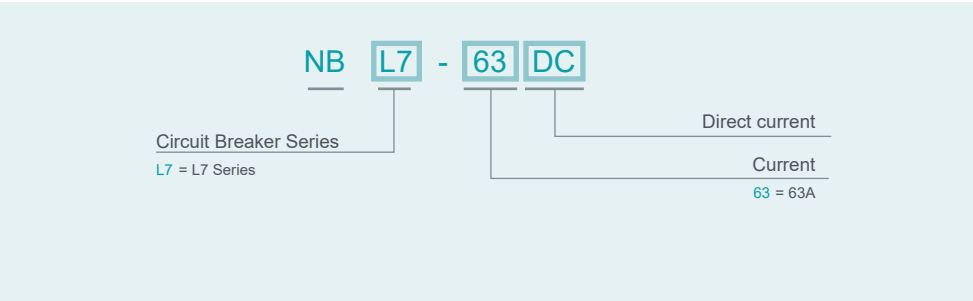 NB L7 - 63 DC
Direct current
Circuit Breaker Series
L7 = L7 Series
Current
63 = 63A